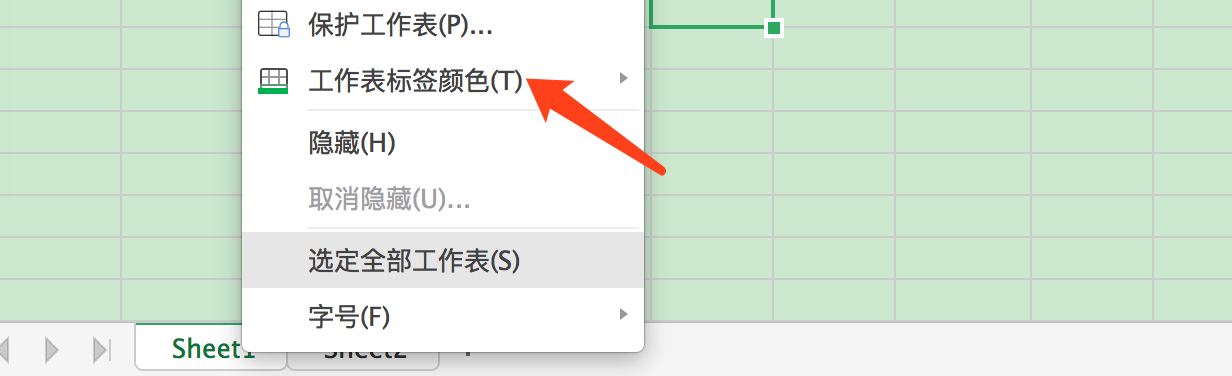 保护工作表(P)...
工作表标签颜色(T)
隐藏(H)
取消隐藏(U)...
选定全部工作表(S)
字号(F)
Sheet1
Sheet2